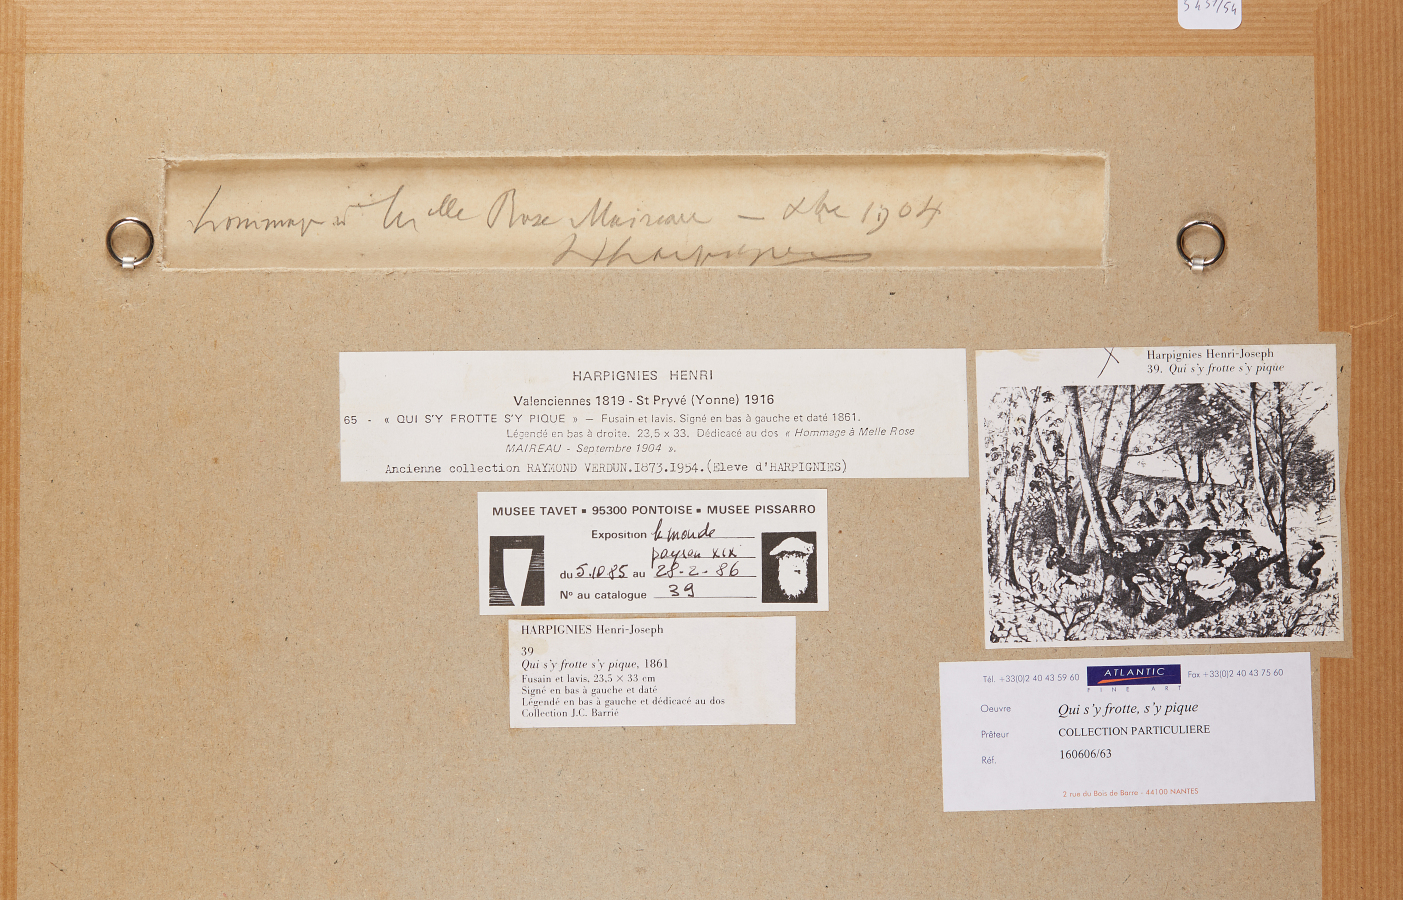 5431/54
hommage à Melle Rose Maireau – Xbre 1904
HHarpignies
HARPIGNIES HENRI
Valenciennes 1819 - St Pryvé (Yonne) 1916
65 - « QUI S'Y FROTTE S'Y PIQUE » — Fusain et lavis. Signé en bas à gauche et daté 1861.
Légendé en bas à droite. 23,5 x 33. Dédicacé au dos « Hommage à Melle Rose
MAIREAU - Septembre 1904 ».
Ancienne collection RAYMOND VERDUN.1873.1954.(Eleve d'HARPIGNIES)
Harpignies Henri-Joseph
39. Qui s'y frotte s'y pique
MUSEE TAVET ▪ 95300 PONTOISE ▪ MUSEE PISSARRO
Exposition le monde
paysan XIX
du 5.10 85 au 28-2-86
Nº au catalogue 39
HARPIGNIES Henri-Joseph
39
Qui s'y frotte s'y pique, 1861
Fusain et lavis, 23,5 × 33 cm
Signé en bas à gauche et daté
Légendé en bas à gauche et dédicacé au dos
Collection J.C. Barrié
Tél. +33(0)2 40 43 59 60 ATLANTIC Fax +33(0)2 40 43 75 60
FINE ART
Oeuvre Qui s'y frotte, s'y pique
Prêteur COLLECTION PARTICULIERE
Réf. 160606/63
2 rue du Bois de Barre - 44100 NANTES